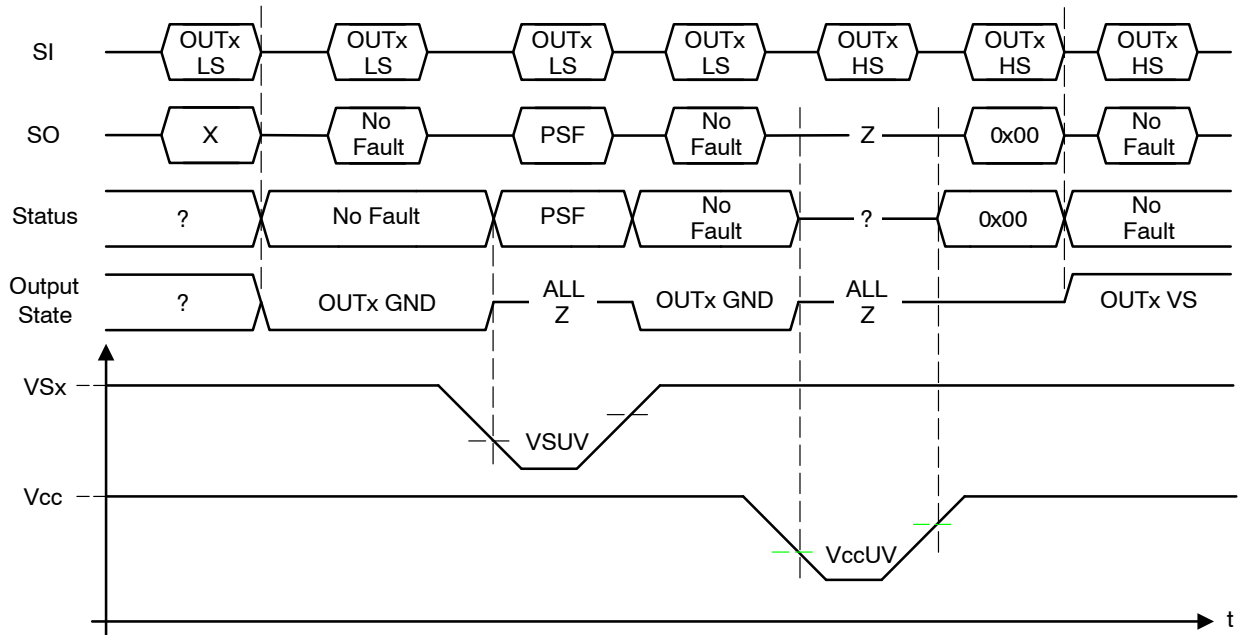 SI
OUTx
LS
OUTx
LS
OUTx
LS
OUTx
LS
OUTx
HS
OUTx
HS
OUTx
HS
SO
X
No
Fault
PSF
No
Fault
Z
0x00
No
Fault
Status
?
No Fault
PSF
No
Fault
?
0x00
No
Fault
Output
State
?
OUTx GND
ALL
Z
OUTx GND
ALL
Z
OUTx VS
VSx
VSUV
Vcc
VccUV
t